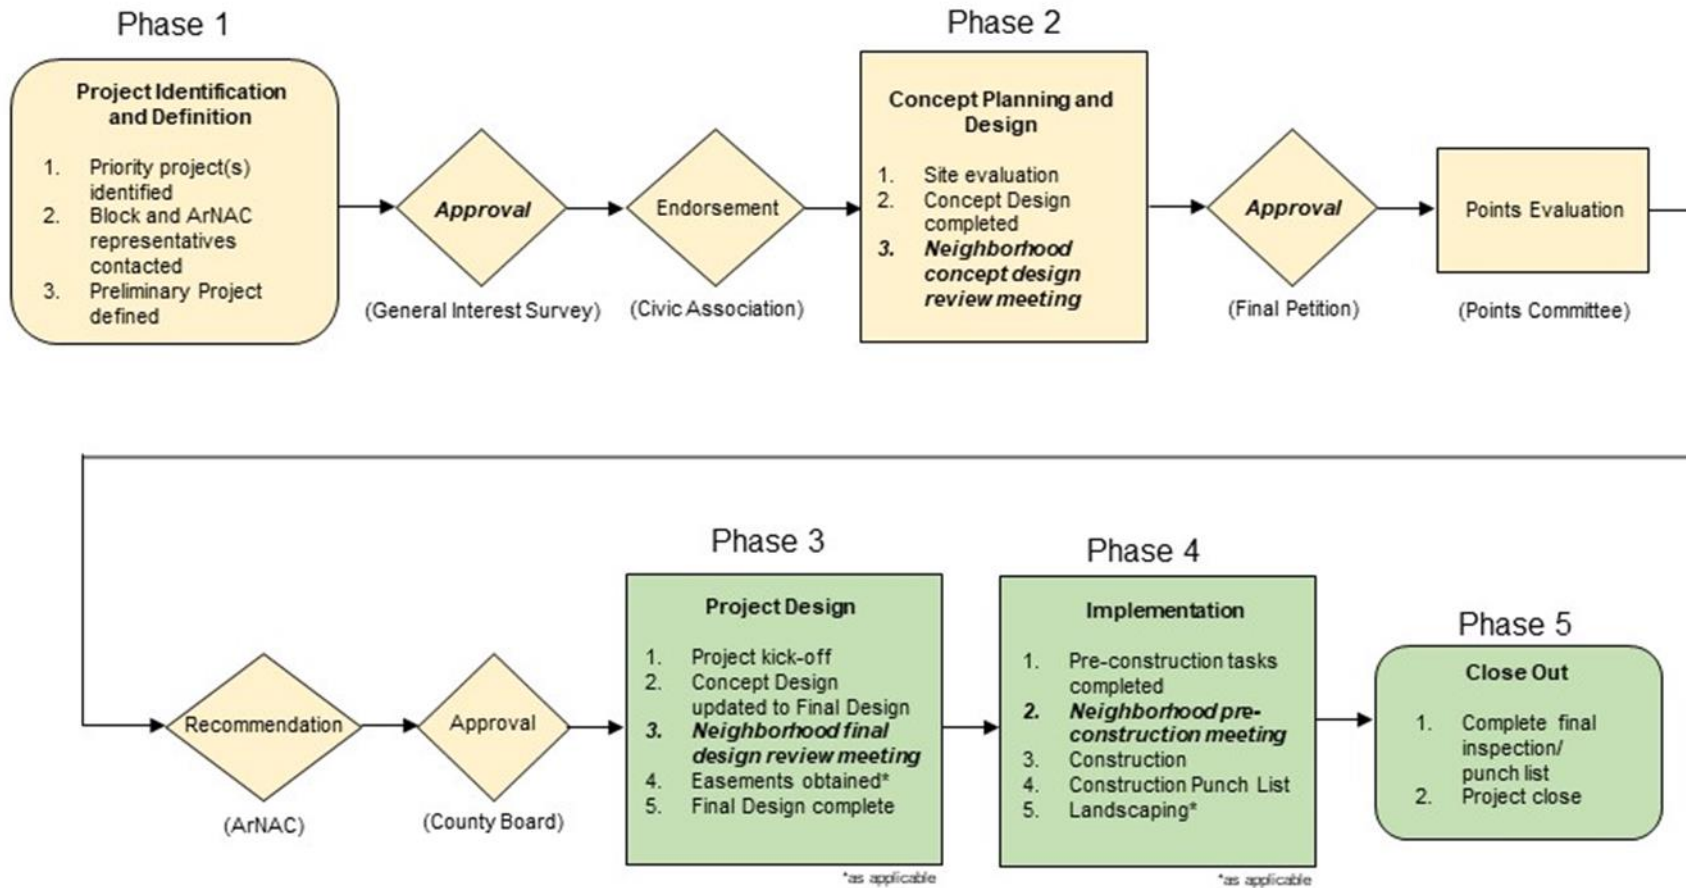 Phase 1
Project Identification
and Definition
1. Priority project(s)
identified
2. Block and ArNAC
representatives
contacted
3. Preliminary Project
defined
Approval
(General Interest Survey)
Endorsement
(Civic Association)
Phase 2
Concept Planning and
Design
1. Site evaluation
2. Concept Design
completed
3. Neighborhood
concept design
review meeting
Approval
(Final Petition)
Points Evaluation
(Points Committee)
Recommendation
(ArNAC)
Approval
(County Board)
Phase 3
Project Design
1. Project kick-off
2. Concept Design
updated to Final Design
3. Neighborhood final
design review meeting
4. Easements obtained*
5. Final Design complete
*as applicable
Phase 4
Implementation
1. Pre-construction tasks
completed
2. Neighborhood pre-
construction meeting
3. Construction
4. Construction Punch List
5. Landscaping*
*as applicable
Phase 5
Close Out
1. Complete final
inspection/
punch list
2. Project close